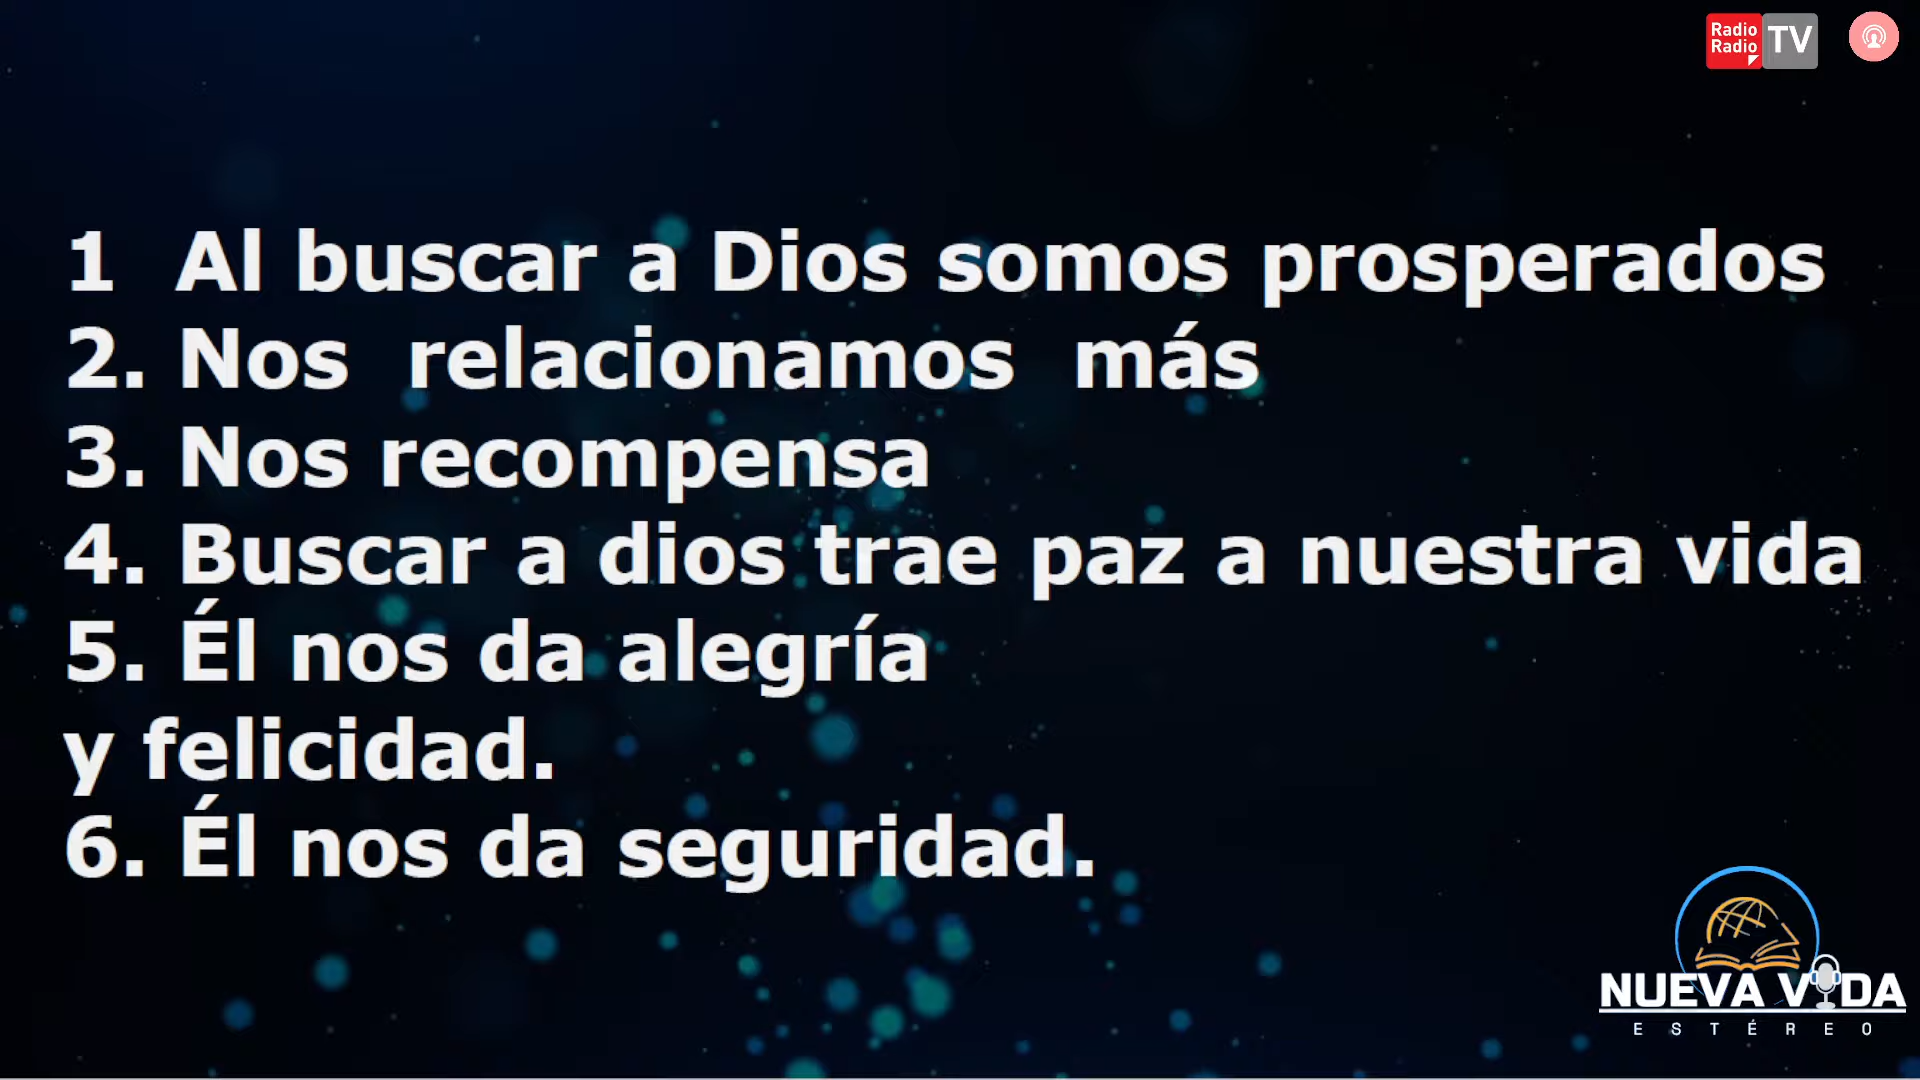 Radio
Radio
TV
1 Al buscar a Dios somos prosperados
2. Nos relacionamos más
3. Nos recompensa
4. Buscar a dios trae paz a nuestra vida
5. Él nos da alegría
y felicidad.
6. Él nos da seguridad.
NUEVA VIDA
ESTÉREO